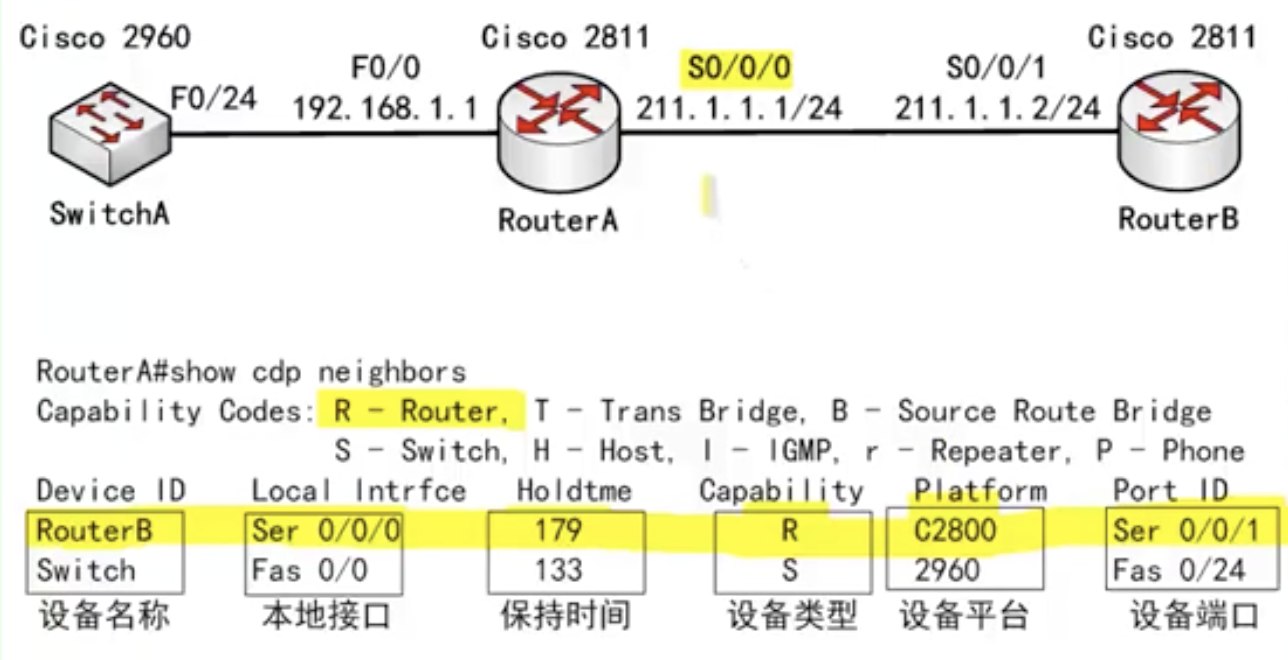 Cisco 2960 Cisco 2811 Cisco 2811
F0/0 S0/0/0 S0/0/1
F0/24 192.168.1.1 211.1.1.1/24 211.1.1.2/24
SwitchA RouterA RouterB
RouterA#show cdp neighbors
Capability Codes: R - Router, T - Trans Bridge, B - Source Route Bridge
S - Switch, H - Host, I - IGMP, r - Repeater, P - Phone
Device ID Local Intrfce Holdtme Capability Platform Port ID
RouterB Ser 0/0/0 179 R C2800 Ser 0/0/1
Switch Fas 0/0 133 S 2960 Fas 0/24
设备名称 本地接口 保持时间 设备类型 设备平台 设备端口